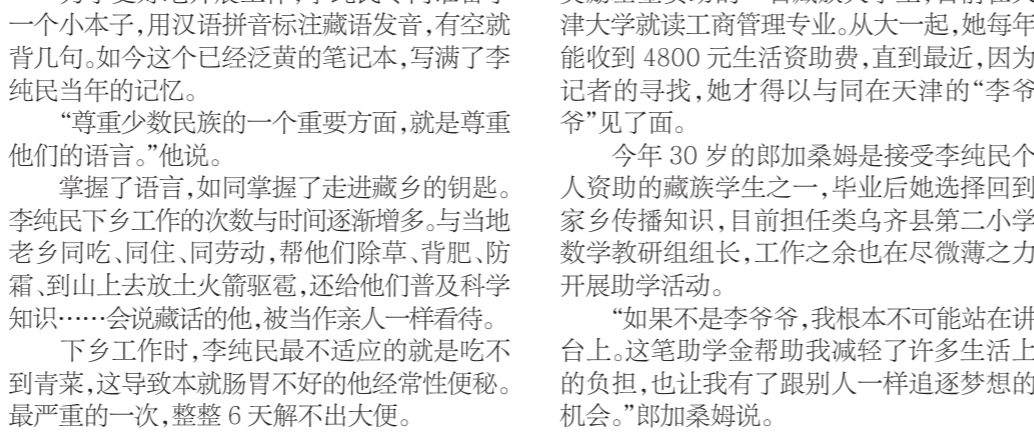 一个小本子，用汉语拼音标注藏语发音，有空就
背几句。如今这个已经泛黄的笔记本，写满了李
纯民当年的记忆。
“尊重少数民族的一个重要方面，就是尊重
他们的语言。”他说。
掌握了语言，如同掌握了走进藏乡的钥匙。
李纯民下乡工作的次数与时间逐渐增多。与当地
老乡同吃、同住、同劳动，帮他们除草、背肥、防
霜、到山上去放土火箭驱雹，还给他们普及科学
知识……会说藏话的他，被当作亲人一样看待。
下乡工作时，李纯民最不适应的就是吃不
到青菜，这导致本就肠胃不好的他经常性便秘。
最严重的一次，整整 6 天解不出大便。
津大学就读工商管理专业。从大一起，她每年
能收到 4800 元生活资助费，直到最近，因为
记者的寻找，她才得以与同在天津的“李爷
爷”见了面。
今年 30 岁的郎加桑姆是接受李纯民个
人资助的藏族学生之一，毕业后她选择回到
家乡传播知识，目前担任类乌齐县第二小学
数学教研组组长，工作之余也在尽微薄之力
开展助学活动。
“如果不是李爷爷，我根本不可能站在讲
台上。这笔助学金帮助我减轻了许多生活上
的负担，也让我有了跟别人一样追逐梦想的
机会。”郎加桑姆说。